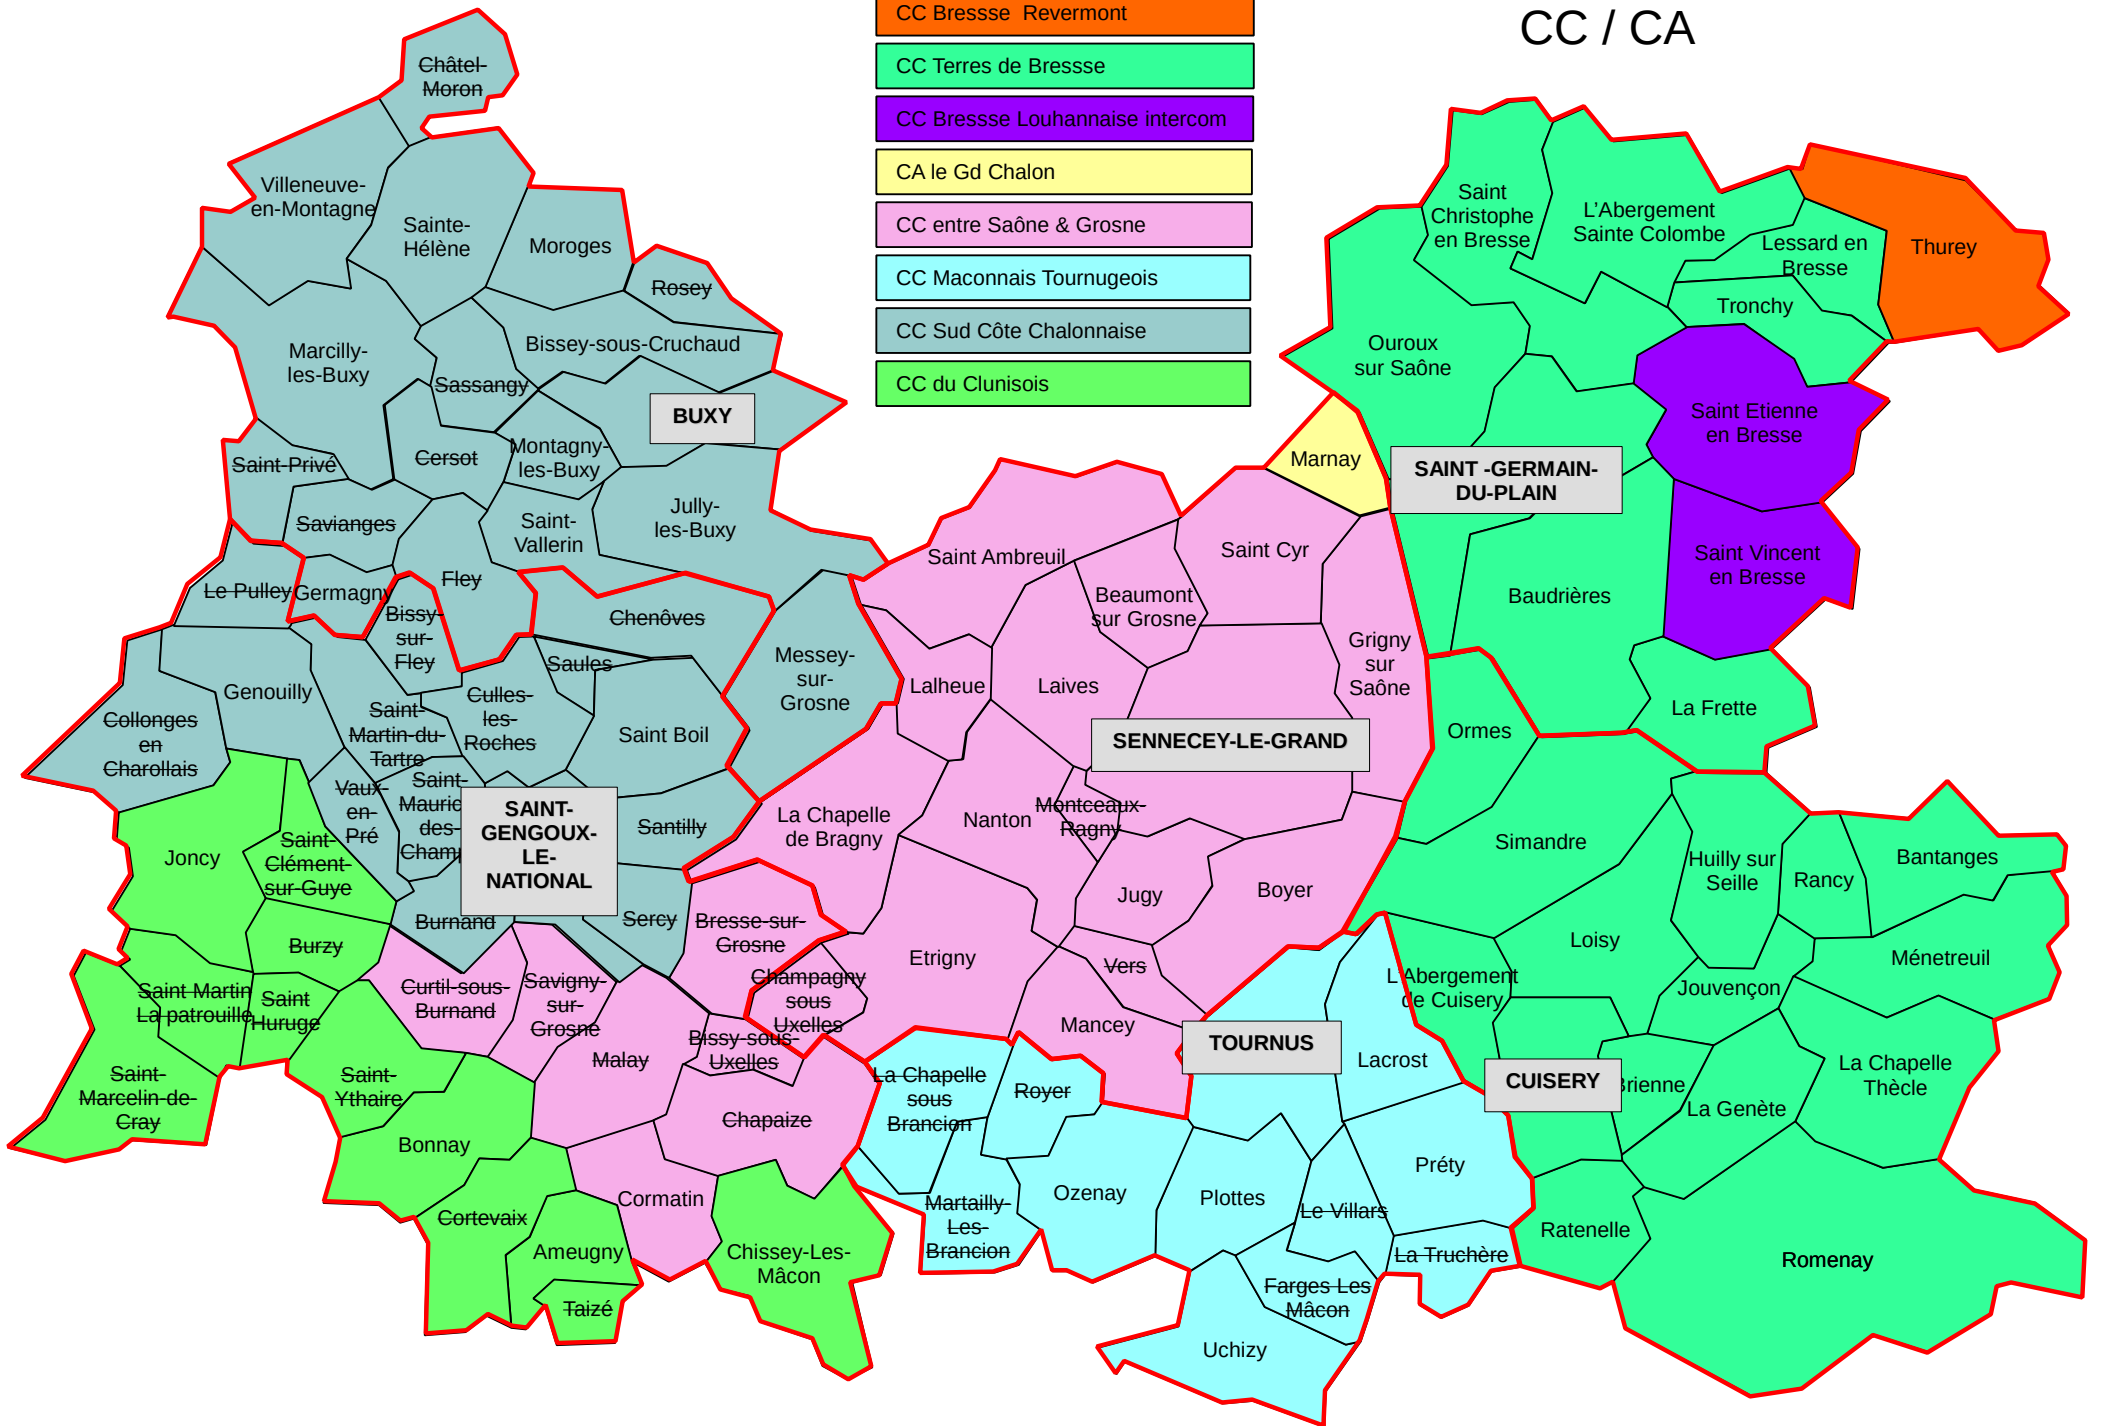 CC Bressse  Revermont
CC Terres de Bressse
CC Bressse Louhannaise intercom
CA le Gd Chalon
CC entre Saône & Grosne
CC Maconnais Tournugeois
CC Sud Côte Chalonnaise
CC du Clunisois
CC / CA
Châtel-
Moron
Villeneuve-
en-Montagne
Sainte-
Hélène
Moroges
Rosey
Marcilly-
les-Buxy
Bissey-sous-Cruchaud
Sassangy
BUXY
Saint-Privé
Cersot
Montagny-
les-Buxy
Savianges
Saint-
Vallerin
Jully-
les-Buxy
Le Pulley
Germagny
Fley
Bissy-
sur-
Fley
Chenôves
Saules
Messey-
sur-
Grosne
Genouilly
Collonges
en
Charollais
Saint-
Martin-du-
Tartre
Culles-
les-
Roches
Saint Boil
Vaux-
en-
Pré
Saint-
Mauric
des-
Champ
SAINT-
GENGOUX-
LE-
NATIONAL
Santilly
Burnand
Sercy
Joncy
Saint-
Clément-
sur-Guye
Burzy
Saint Martin
La patrouille
Saint
Huruge
Saint-
Marcelin-de-
Cray
Saint-
Ythaire
Bonnay
Cortevaix
Ameugny
Taizé
Chissey-Les-
Mâcon
Curtil-sous-
Burnand
Savigny-
sur-
Grosne
Malay
Bresse-sur-
Grosne
Champagny
sous
Uxelles
Bissy-sous-
Uxelles
Chapaize
Cormatin
Saint Ambreuil
Beaumont
sur Grosne
Saint Cyr
Marnay
Grigny
sur
Saône
Lalheue
Laives
SENNECEY-LE-GRAND
La Chapelle
de Bragny
Nanton
Montceaux-
Ragny
Jugy
Boyer
Etrigny
Vers
Mancey
TOURNUS
La Chapelle
sous
Brancion
Royer
Martailly-
Les-
Brancion
Ozenay
Plottes
Le Villars
Lacrost
Préty
La Truchère
Farges Les
Mâcon
Uchizy
Saint
Christophe
en Bresse
L'Abergement
Sainte Colombe
Lessard en
Bresse
Thurey
Tronchy
Ouroux
sur Saône
Saint Etienne
en Bresse
SAINT -GERMAIN-
DU-PLAIN
Saint Vincent
en Bresse
Baudrières
La Frette
Ormes
Simandre
Huilly sur
Seille
Rancy
Bantanges
Loisy
Ménetreuil
L'Abergement
de Cuisery
Jouvençon
CUISERY
Brienne
La Genète
La Chapelle
Thècle
Ratenelle
Romenay